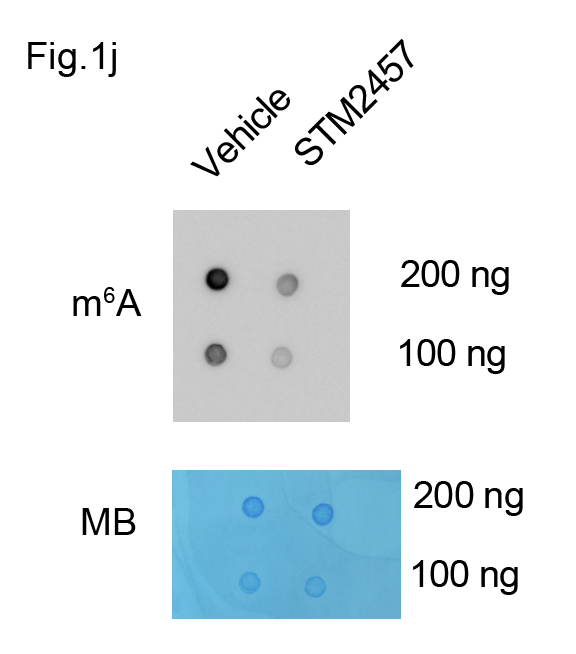 Fig.1j
Vehicle
STM2457
m⁶A
200 ng
100 ng
MB
200 ng
100 ng